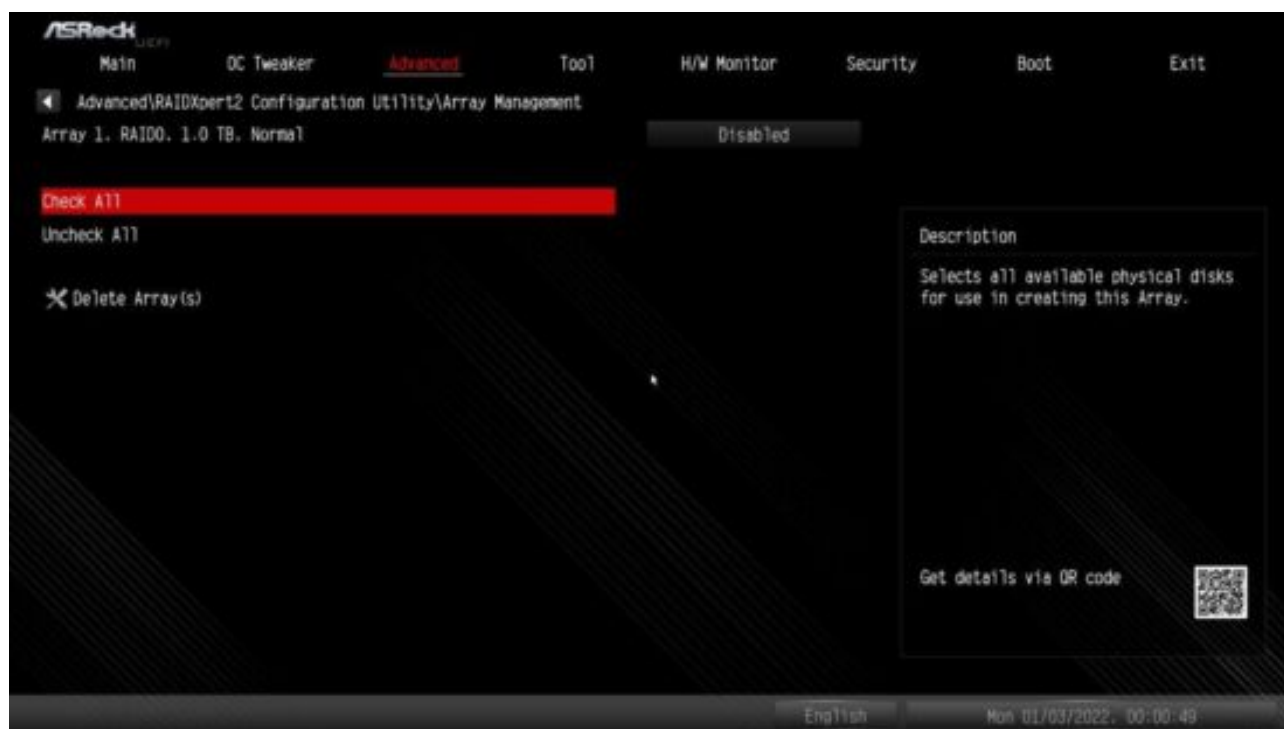 ASRock
UEFI
Main OC Tweaker Advanced Tool H/W Monitor Security Boot Exit
Advanced\RAIDXpert2 Configuration Utility\Array Management
Array 1. RAID0. 1.0 TB. Normal Disabled
Check All
Uncheck All
Description
Selects all available physical disks
for use in creating this Array.
Delete Array(s)
Get details via QR code
English Mon 01/03/2022. 00:00:49